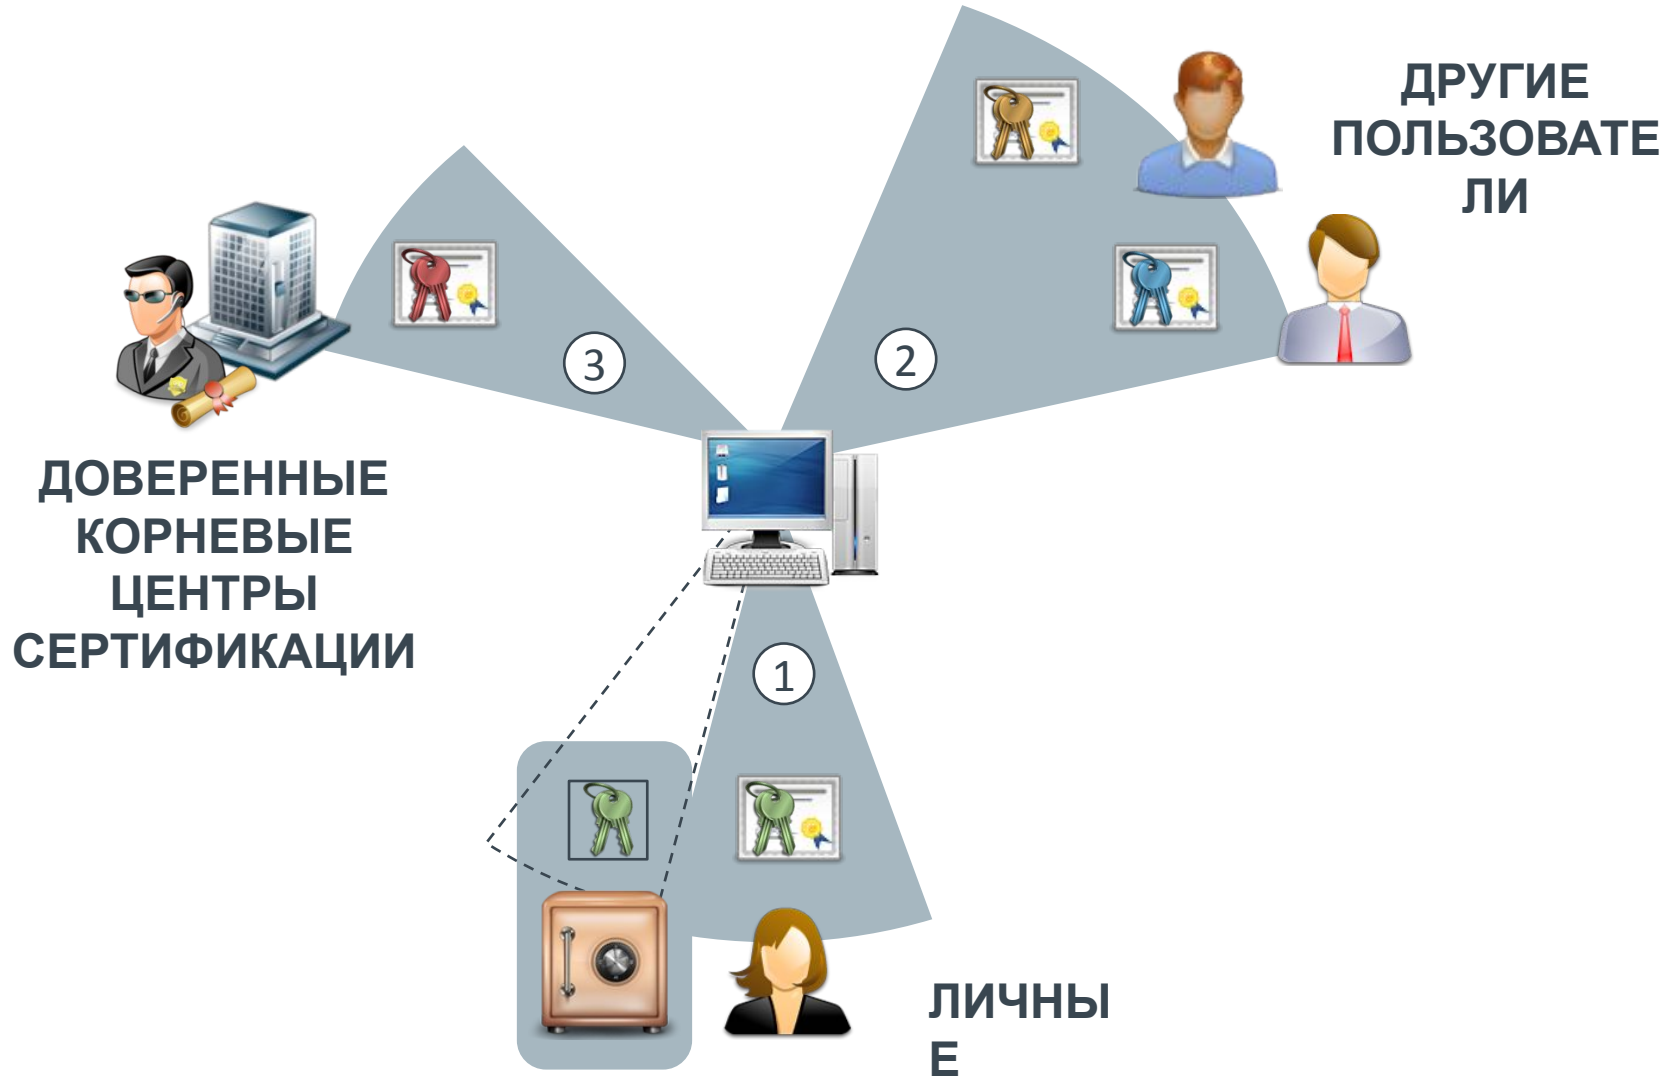 ДРУГИЕ
ПОЛЬЗОВАТЕ
ЛИ
3
2
ДОВЕРЕННЫЕ
КОРНЕВЫЕ
ЦЕНТРЫ
СЕРТИФИКАЦИИ
1
ЛИЧНЫ
Е